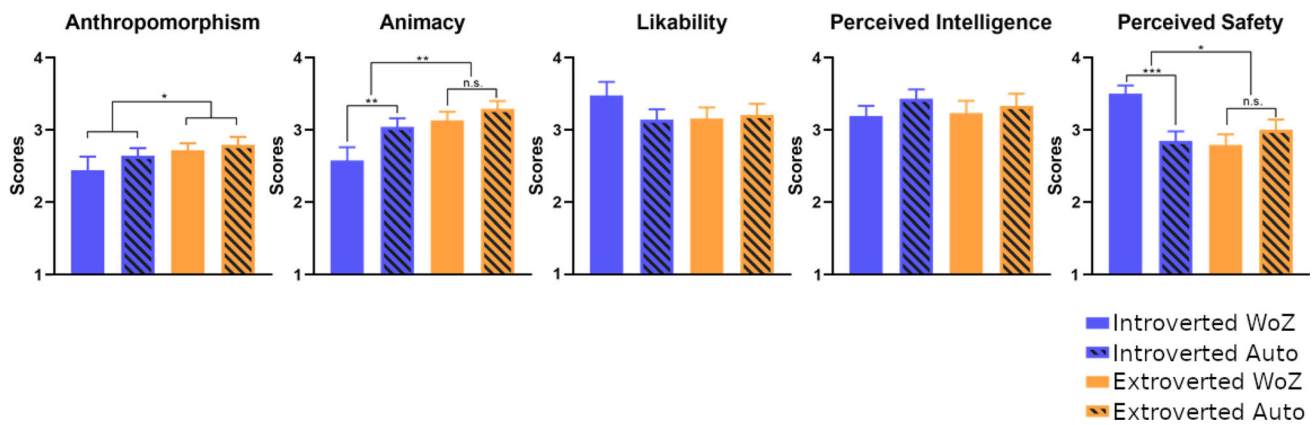 Anthropomorphism
Animacy
Likability
Perceived Intelligence
Perceived Safety
Scores
4
3
2
1
*
Scores
4
3
2
1
**
**
n.s.
Scores
4
3
2
1
Scores
4
3
2
1
Scores
4
3
2
1
*
***
n.s.
Introverted WoZ
Introverted Auto
Extroverted WoZ
Extroverted Auto